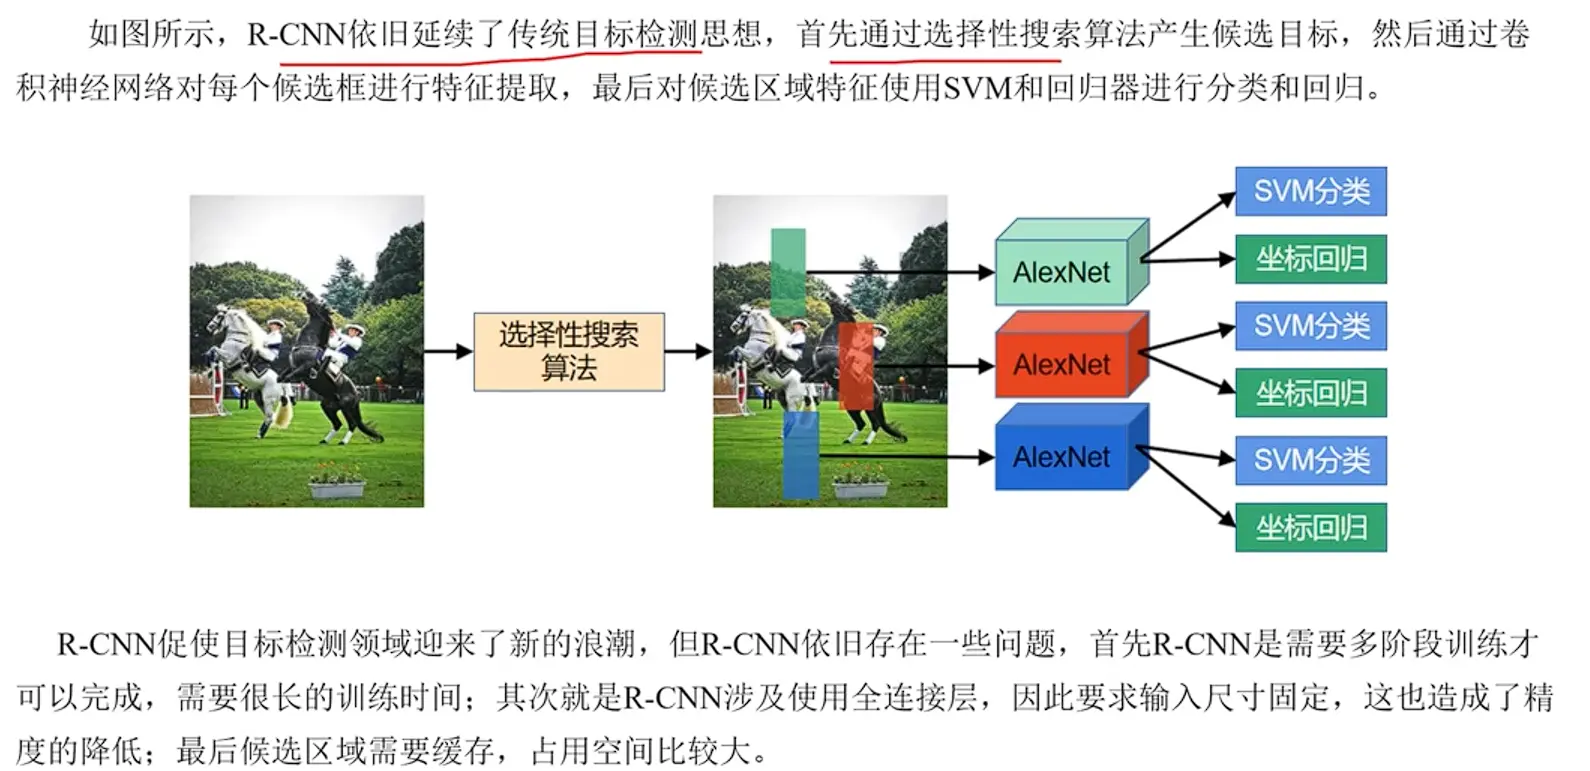 如图所示，R-CNN依旧延续了传统目标检测思想，首先通过选择性搜索算法产生候选目标，然后通过卷
积神经网络对每个候选框进行特征提取，最后对候选区域特征使用SVM和回归器进行分类和回归。
选择性搜索
算法
AlexNet
SVM分类
坐标回归
AlexNet
SVM分类
坐标回归
AlexNet
SVM分类
坐标回归
R-CNN促使目标检测领域迎来了新的浪潮，但R-CNN依旧存在一些问题，首先R-CNN是需要多阶段训练才
可以完成，需要很长的训练时间；其次就是R-CNN涉及使用全连接层，因此要求输入尺寸固定，这也造成了精
度的降低；最后候选区域需要缓存，占用空间比较大。